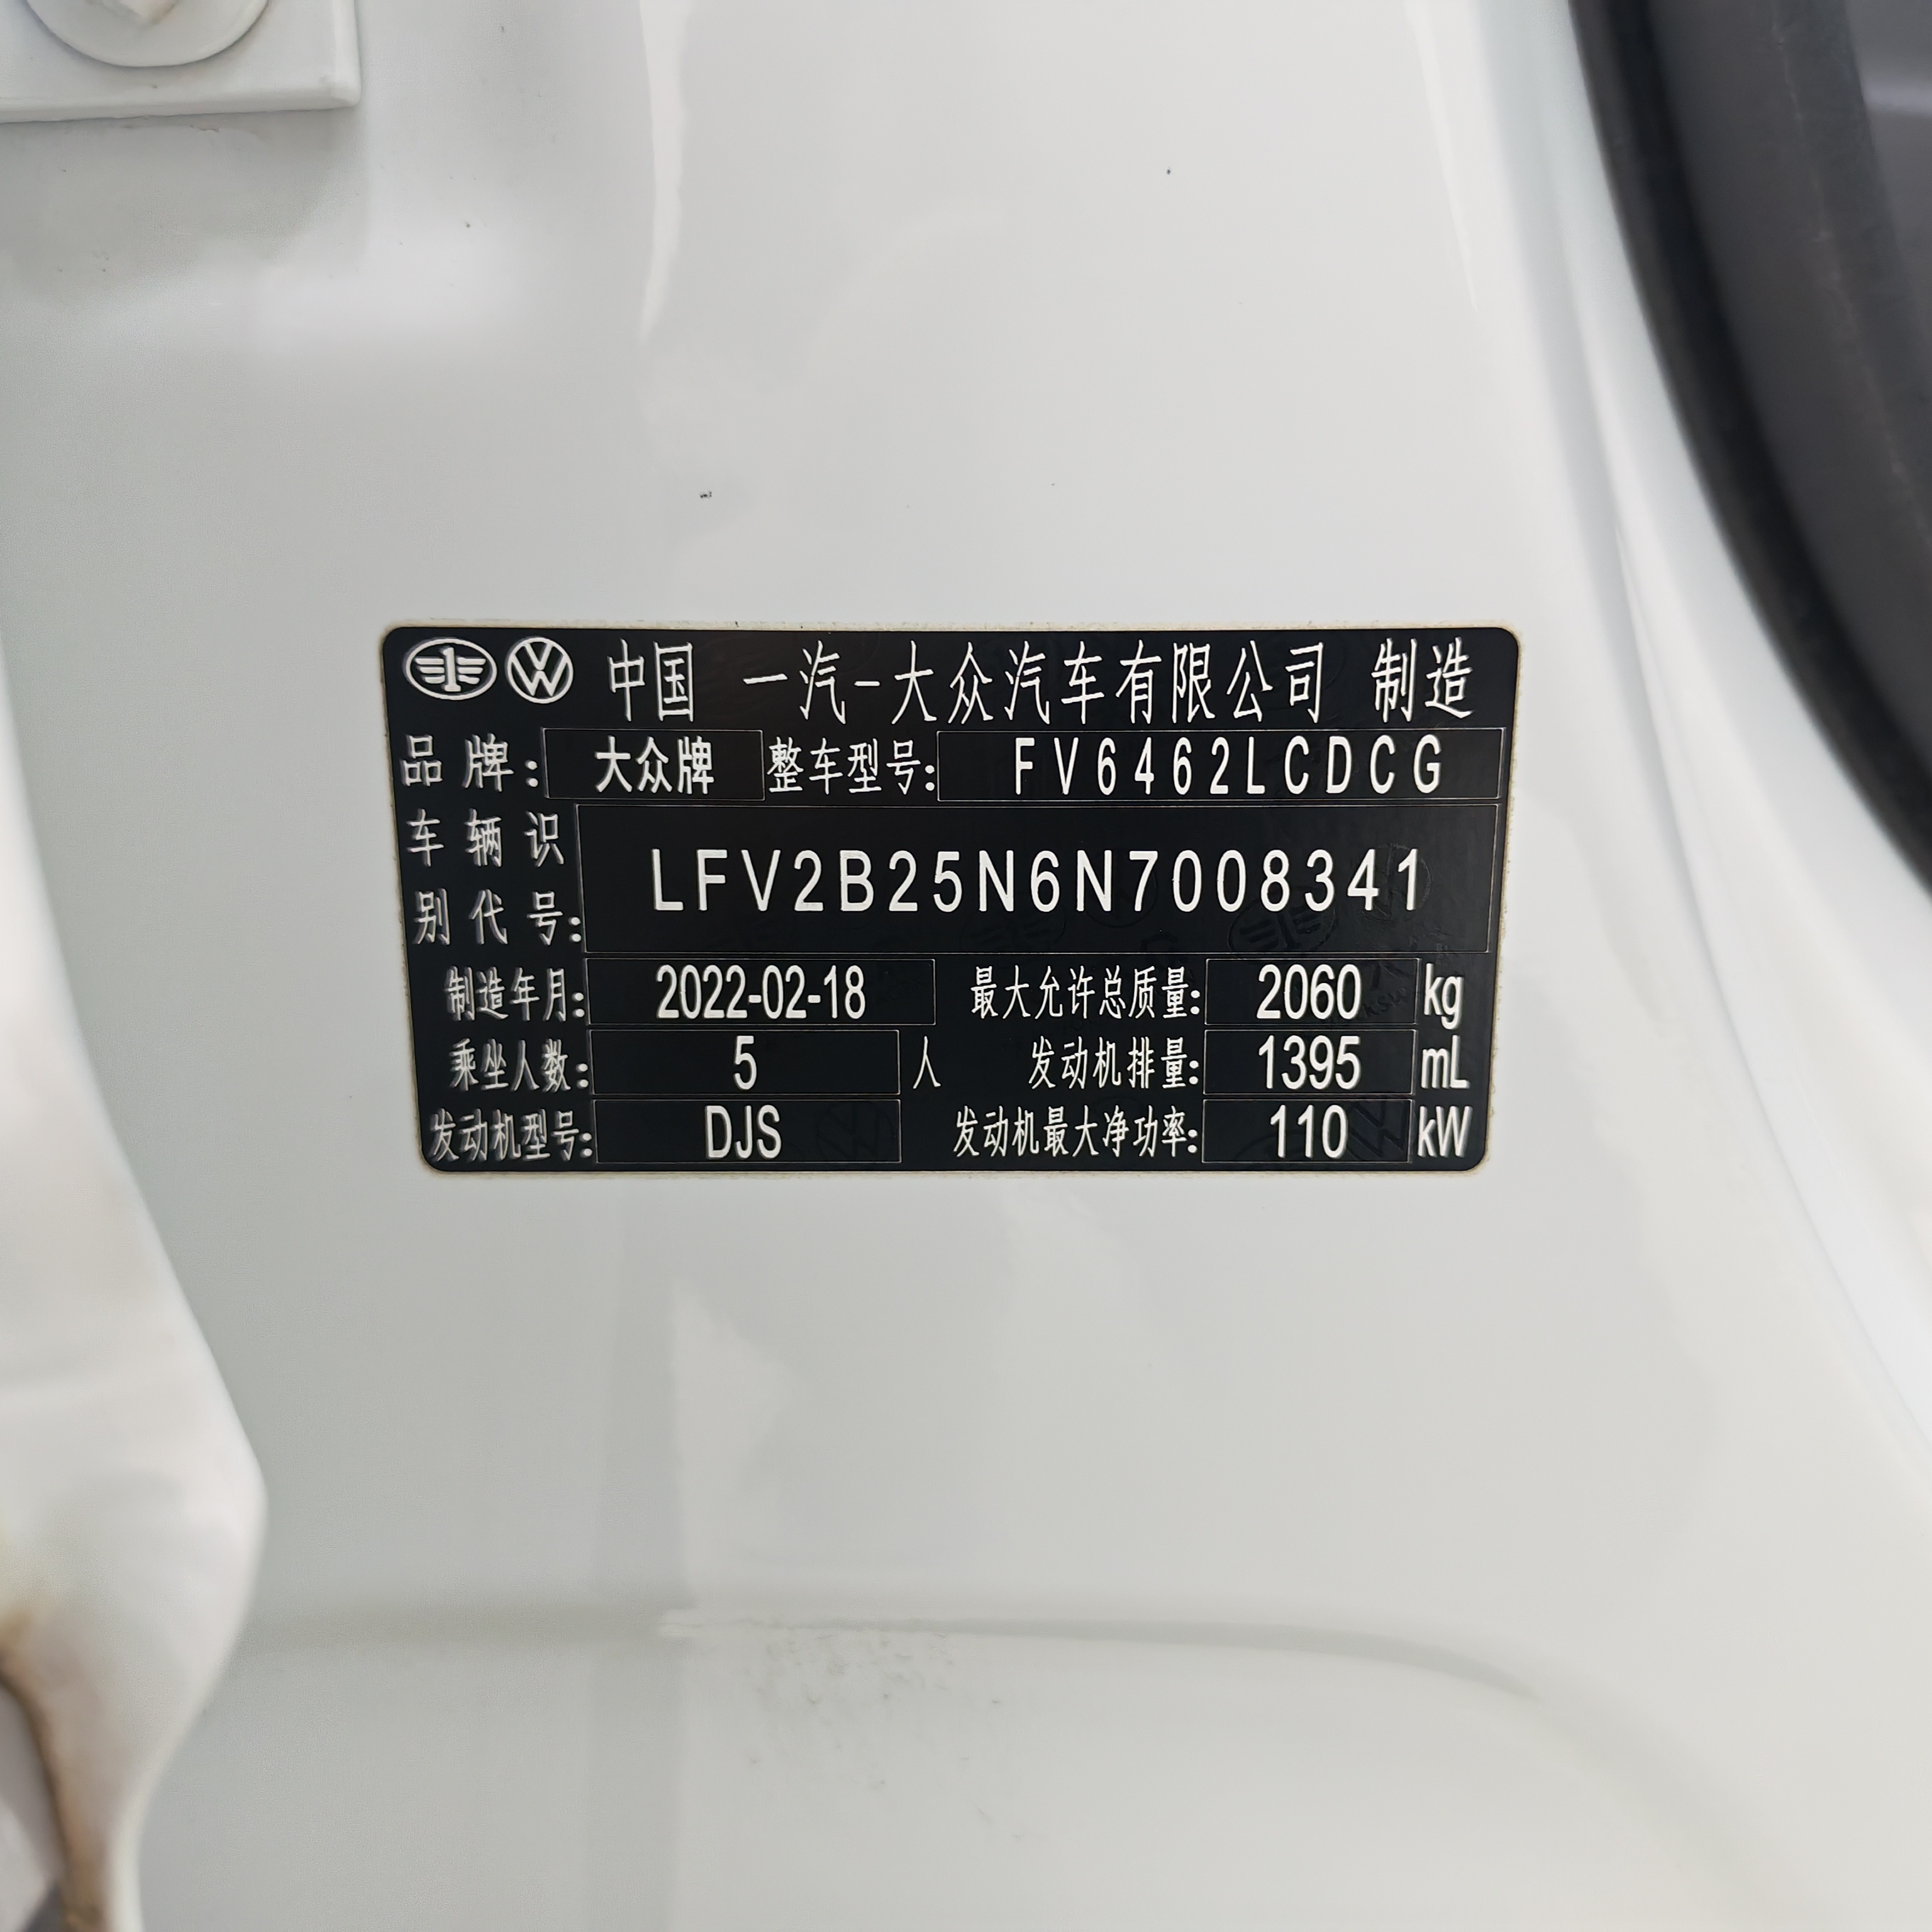 中国 一汽-大众汽车有限公司 制造
品牌: 大众牌 整车型号: FV6462LCDCG
车辆识
别代号: LFV2B25N6N7008341
制造年月: 2022-02-18 最大允许总质量: 2060 kg
乘坐人数: 5 人 发动机排量: 1395 mL
发动机型号: DJS 发动机最大净功率: 110 kW